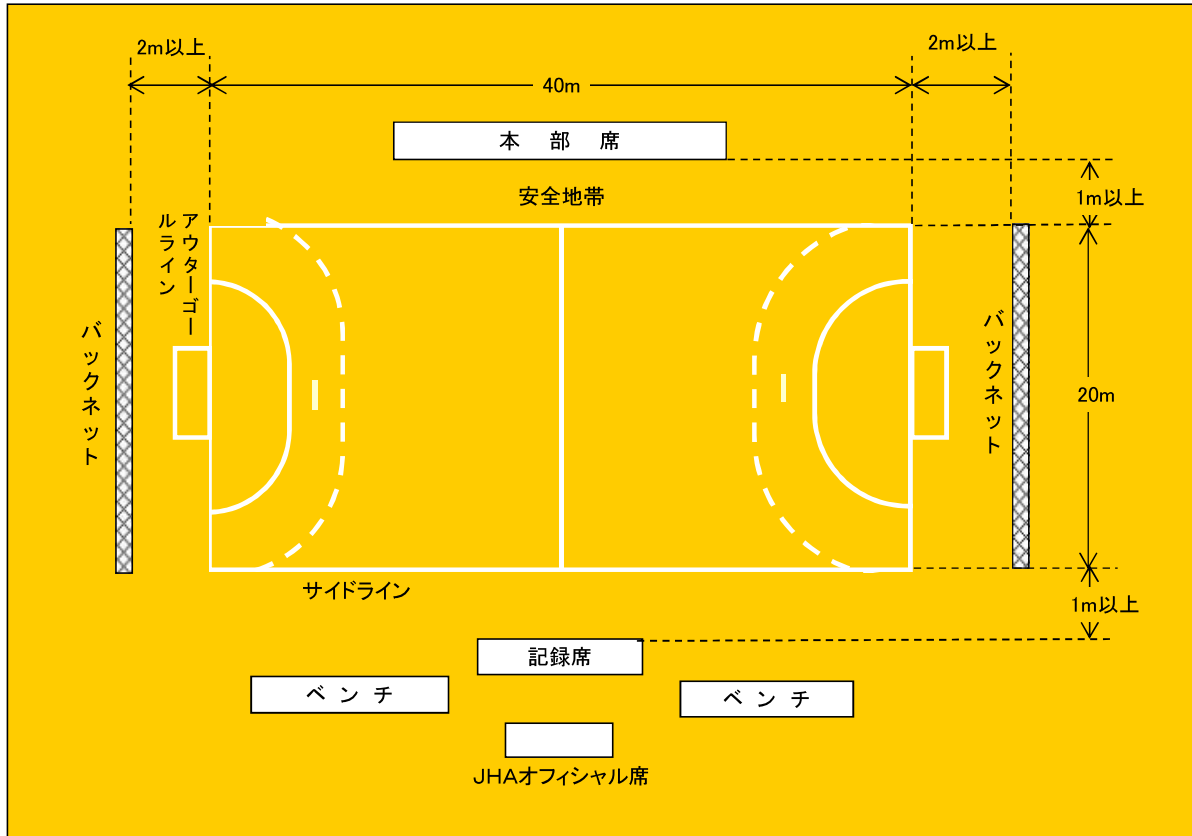 2m以上
2m以上
40m
本部席
1m以上
安全地帯
アウターゴー
ルライン
バックネット
バックネット
20m
サイドライン
1m以上
記録席
ベンチ
ベンチ
JHAオフィシャル席